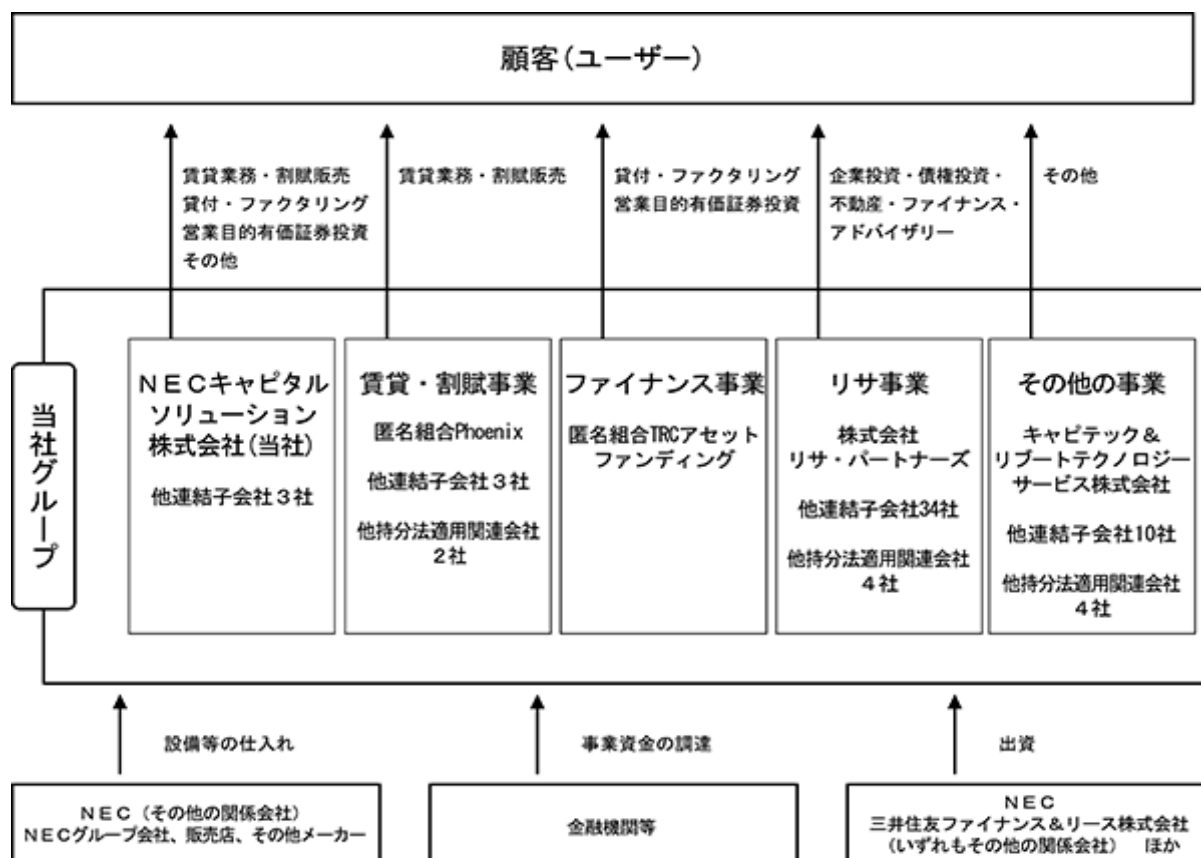 顧客(ユーザー)
賃貸業務・割賦販売
貸付・ファクタリング
営業目的有価証券投資
その他
賃貸業務・割賦販売
貸付・ファクタリング
営業目的有価証券投資
企業投資・債権投資・
不動産・ファイナンス・
アドバイザリー
その他
当社グループ
ＮＥＣキャピタル
ソリューション
株式会社(当社)
他連結子会社３社
賃貸・割賦事業
匿名組合Phoenix
他連結子会社３社
他持分法適用関連会社
２社
ファイナンス事業
匿名組合TRCアセット
ファンディング
リサ事業
株式会社
リサ・パートナーズ
他連結子会社34社
他持分法適用関連会社
４社
その他の事業
キャピテック＆
リブートテクノロジー
サービス株式会社
他連結子会社10社
他持分法適用関連会社
４社
設備等の仕入れ
事業資金の調達
出資
ＮＥＣ（その他の関係会社）
ＮＥＣグループ会社、販売店、その他メーカー
金融機関等
ＮＥＣ
三井住友ファイナンス＆リース株式会社
（いずれもその他の関係会社）　ほか